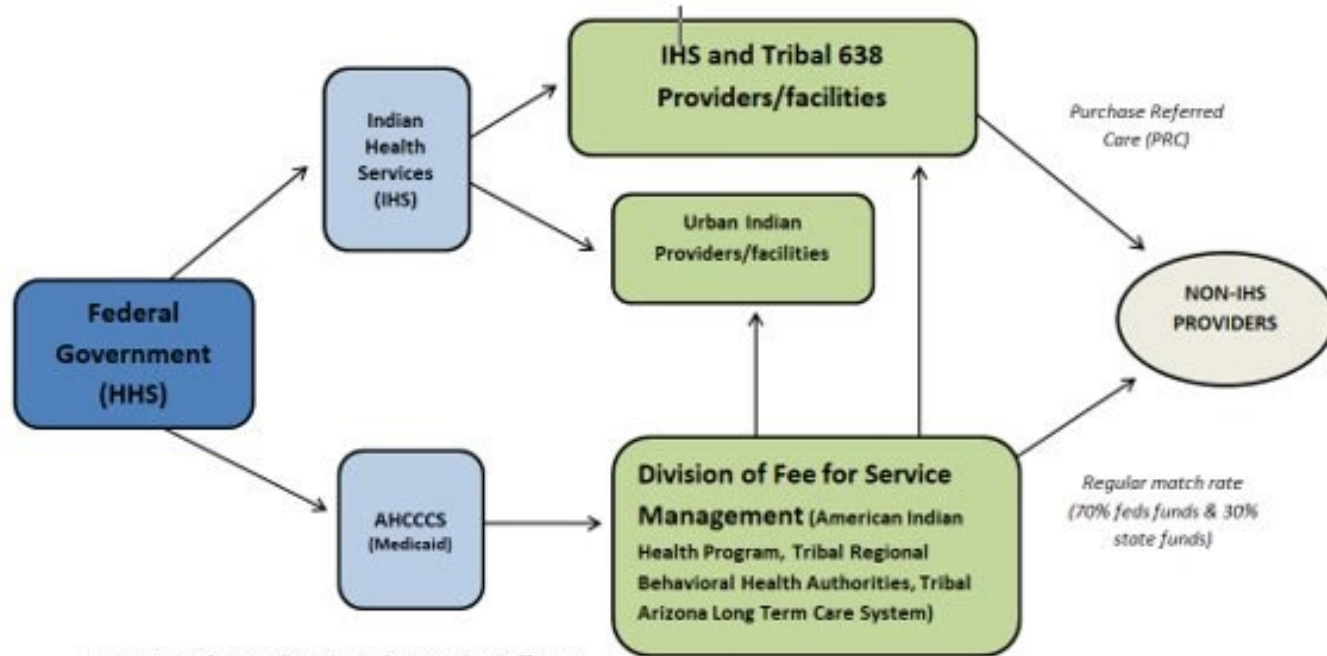 IHS and Tribal 638
Providers/facilities
Indian
Health
Services
(IHS)
Purchase Referred
Care (PRC)
Urban Indian
Providers/facilities
Federal
Government
(HHS)
NON-IHS
PROVIDERS
AHCCCS
(Medicaid)
Division of Fee for Service
Management (American Indian
Health Program, Tribal Regional
Behavioral Health Authorities, Tribal
Arizona Long Term Care System)
Regular match rate
(70% feds funds & 30%
state funds)